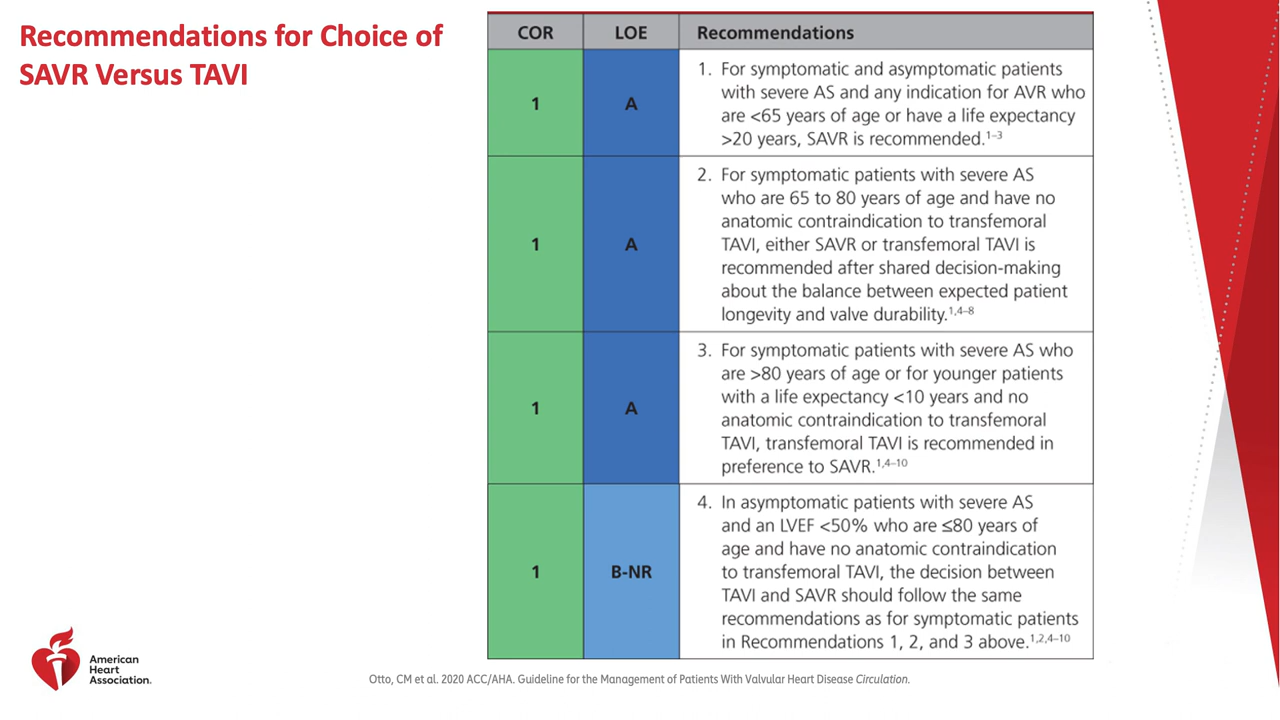 Recommendations for Choice of
SAVR Versus TAVI
COR LOE Recommendations
1 A
1. For symptomatic and asymptomatic patients
with severe AS and any indication for AVR who
are <65 years of age or have a life expectancy
>20 years, SAVR is recommended.1–3
1 A
2. For symptomatic patients with severe AS
who are 65 to 80 years of age and have no
anatomic contraindication to transfemoral
TAVI, either SAVR or transfemoral TAVI is
recommended after shared decision-making
about the balance between expected patient
longevity and valve durability.1,4–8
1 A
3. For symptomatic patients with severe AS who
are >80 years of age or for younger patients
with a life expectancy <10 years and no
anatomic contraindication to transfemoral
TAVI, transfemoral TAVI is recommended in
preference to SAVR.1,4–10
1 B-NR
4. In asymptomatic patients with severe AS
and an LVEF <50% who are ≤80 years of
age and have no anatomic contraindication
to transfemoral TAVI, the decision between
TAVI and SAVR should follow the same
recommendations as for symptomatic patients
in Recommendations 1, 2, and 3 above.1,2,4–10
American
Heart
Association.
Otto, CM et al. 2020 ACC/AHA. Guideline for the Management of Patients With Valvular Heart Disease Circulation.